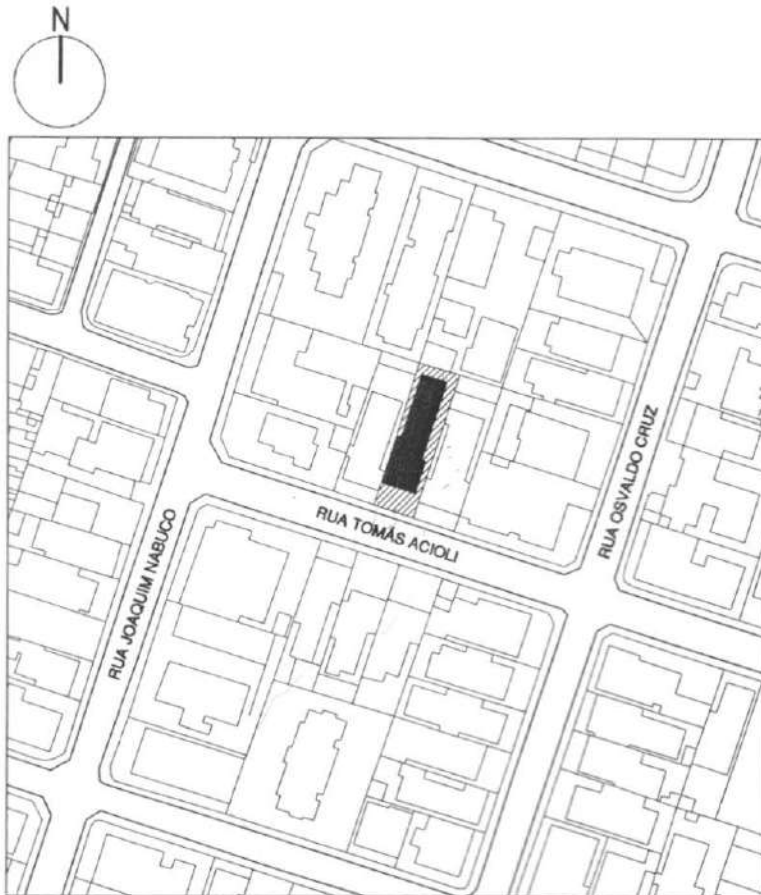 N
RUA TOMÁS ACIOLI
RUA OSVALDO CRUZ
RUA JOAQUIM NABUCO